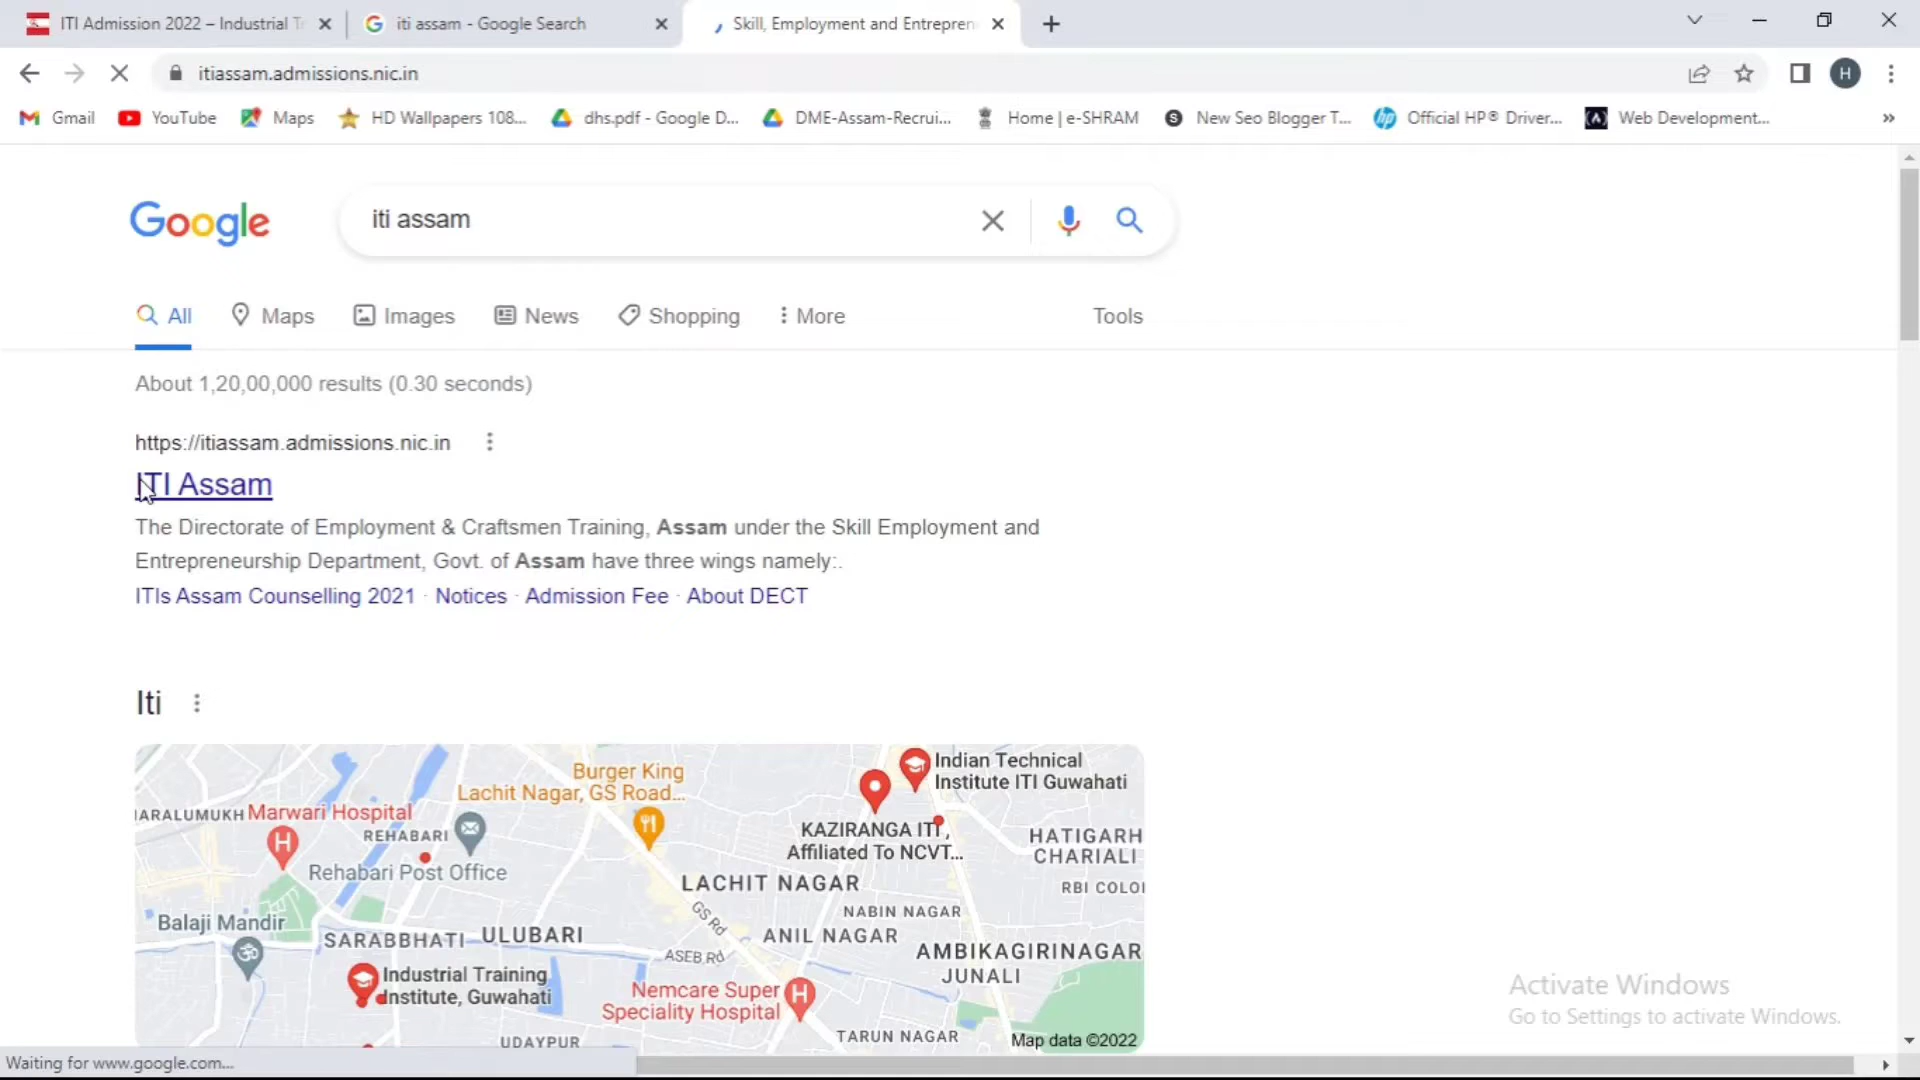 ITI Admission 2022 – Industrial T
iti assam - Google Search
Skill, Employment and Entrepren
itiassam.admissions.nic.in
H
Gmail
YouTube
Maps
HD Wallpapers 108...
dhs.pdf - Google D...
DME-Assam-Recrui...
Home | e-SHRAM
New Seo Blogger T...
Official HP® Driver...
Web Development...
»
Google
iti assam
All
Maps
Images
News
Shopping
More
Tools
About 1,20,00,000 results (0.30 seconds)
https://itiassam.admissions.nic.in
ITI Assam
The Directorate of Employment & Craftsmen Training, Assam under the Skill Employment and
Entrepreneurship Department, Govt. of Assam have three wings namely:.
ITIs Assam Counselling 2021 · Notices · Admission Fee · About DECT
Iti
Burger King
Lachit Nagar, GS Road...
Indian Technical
Institute ITI Guwahati
ARALUMUKH
Marwari Hospital
REHABARI
Rehabari Post Office
KAZIRANGA ITI,
Affiliated To NCVT...
HATIGARH
CHARIALI
LACHIT NAGAR
RBI COLO
GS Rd
NABIN NAGAR
Balaji Mandir
SARABBHATI
ULUBARI
ANIL NAGAR
ASEB Rd
AMBIKAGIRINAGAR
JUNALI
Industrial Training
Institute, Guwahati
Nemcare Super
Speciality Hospital
UDAYPUR
TARUN NAGAR
Map data ©2022
Activate Windows
Go to Settings to activate Windows.
Waiting for www.google.com...